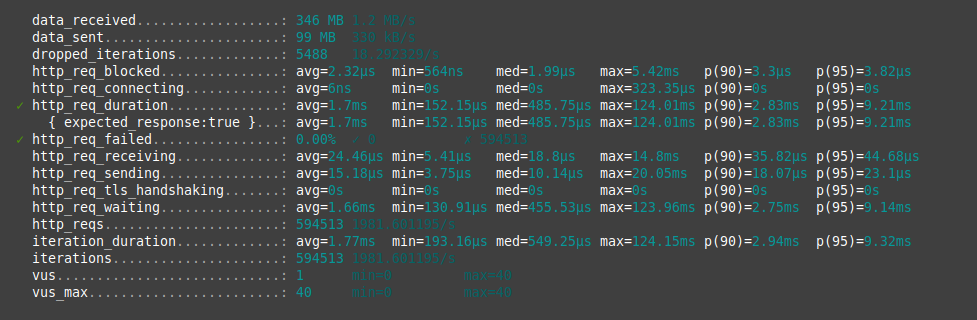 data_received..................: 346 MB 1.2 MB/s
data_sent......................: 99 MB 330 kB/s
dropped_iterations.............: 5488 18.292329/s
http_req_blocked...............: avg=2.32µs min=564ns med=1.99µs max=5.42ms p(90)=3.3µs p(95)=3.82µs
http_req_connecting............: avg=6ns min=0s med=0s max=323.35µs p(90)=0s p(95)=0s
✓ http_req_duration..............: avg=1.7ms min=152.15µs med=485.75µs max=124.01ms p(90)=2.83ms p(95)=9.21ms
{ expected_response:true }...: avg=1.7ms min=152.15µs med=485.75µs max=124.01ms p(90)=2.83ms p(95)=9.21ms
✓ http_req_failed................: 0.00% ✓ 0 ✗ 594513
http_req_receiving.............: avg=24.46µs min=5.41µs med=18.8µs max=14.8ms p(90)=35.82µs p(95)=44.68µs
http_req_sending...............: avg=15.18µs min=3.75µs med=10.14µs max=20.05ms p(90)=18.07µs p(95)=23.1µs
http_req_tls_handshaking.......: avg=0s min=0s med=0s max=0s p(90)=0s p(95)=0s
http_req_waiting...............: avg=1.66ms min=130.91µs med=455.53µs max=123.96ms p(90)=2.75ms p(95)=9.14ms
http_reqs......................: 594513 1981.601195/s
iteration_duration.............: avg=1.77ms min=193.16µs med=549.25µs max=124.15ms p(90)=2.94ms p(95)=9.32ms
iterations.....................: 594513 1981.601195/s
vus............................: 1 min=0 max=40
vus_max........................: 40 min=0 max=40